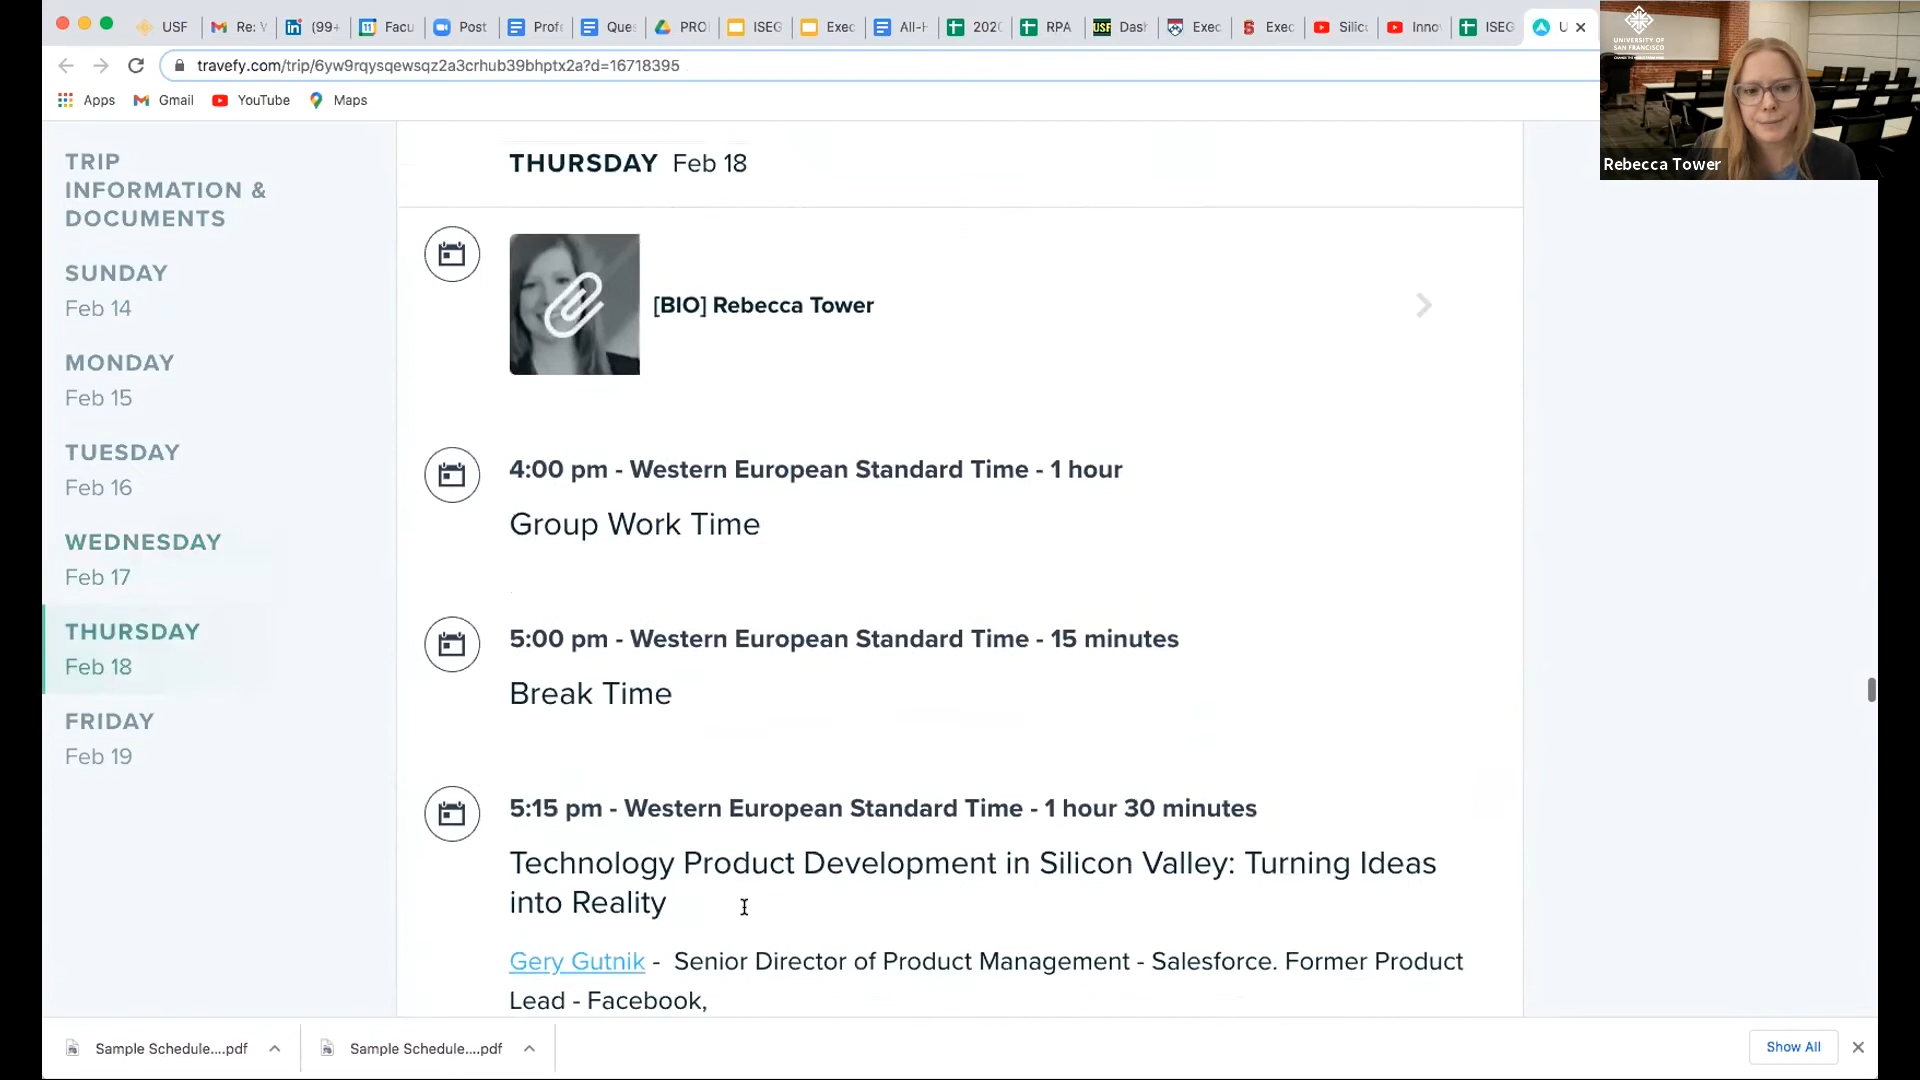 USF
Re: Y
(99+
Facu
Post
Profe
Ques
PRO
ISEG
Exec
All-H
202
RPA
USF Dash
Exec
Exec
Silic
Inno
ISEG
U
travefy.com/trip/6yw9rqysqewsqz2a3crhub39bhptx2a?d=16718395
Apps
Gmail
YouTube
Maps
UNIVERSITY OF
SAN FRANCISCO
Rebecca Tower
TRIP
INFORMATION &
DOCUMENTS
SUNDAY
Feb 14
MONDAY
Feb 15
TUESDAY
Feb 16
WEDNESDAY
Feb 17
THURSDAY
Feb 18
FRIDAY
Feb 19
THURSDAY Feb 18
[BIO] Rebecca Tower
4:00 pm - Western European Standard Time - 1 hour
Group Work Time
5:00 pm - Western European Standard Time - 15 minutes
Break Time
5:15 pm - Western European Standard Time - 1 hour 30 minutes
Technology Product Development in Silicon Valley: Turning Ideas
into Reality
Gery Gutnik - Senior Director of Product Management - Salesforce. Former Product
Lead - Facebook,
Sample Schedule....pdf
Sample Schedule....pdf
Show All